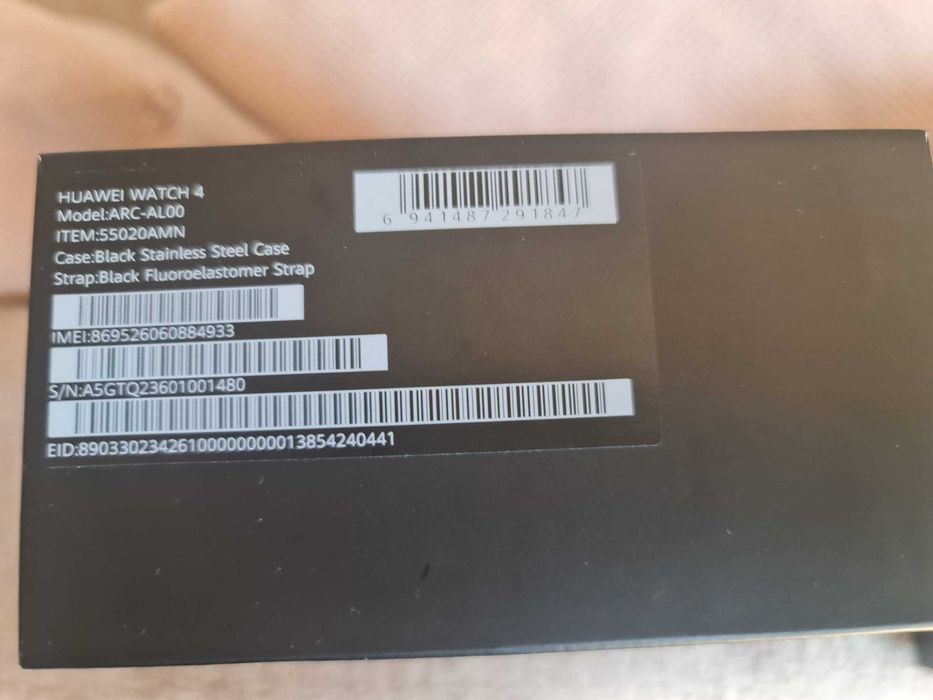 HUAWEI WATCH 4
Model:ARC-AL00
ITEM:55020AMN
Case:Black Stainless Steel Case
Strap:Black Fluoroelastomer Strap
6 941487 291847
IMEI:869526060884933
S/N:A5GTQ23601001480
EID:89033023426100000000013854240441